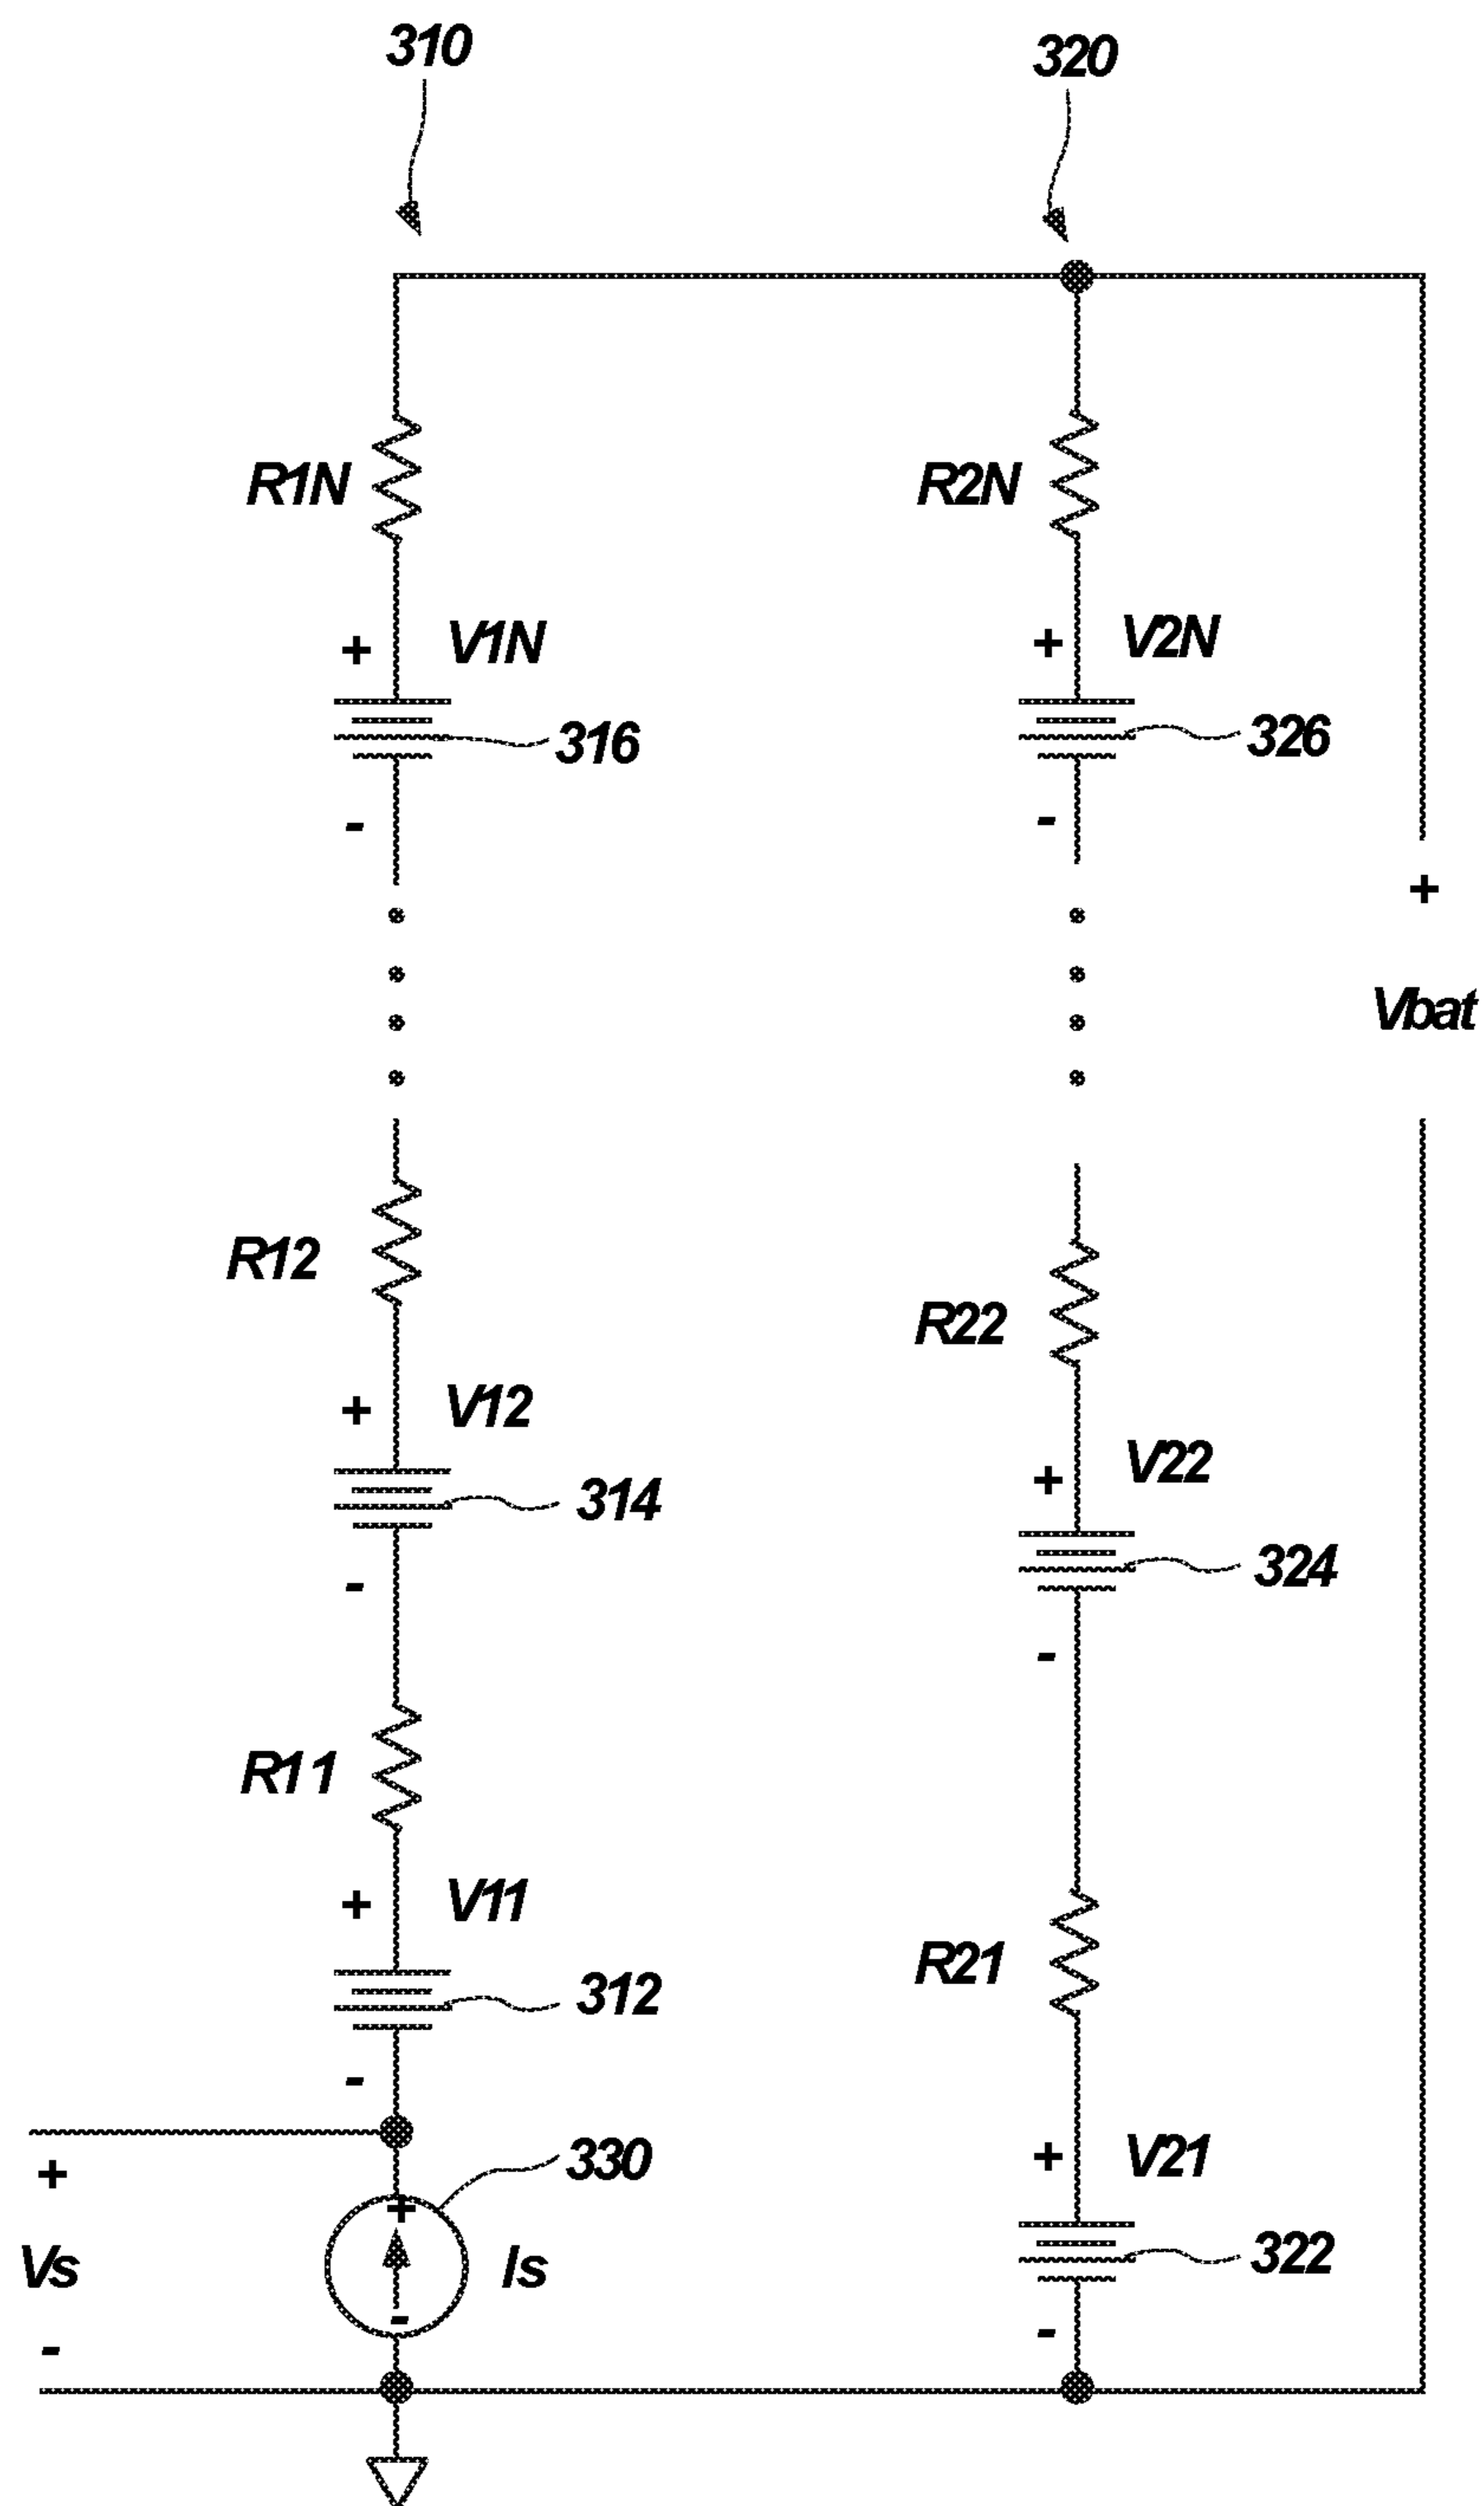 310
320
R1N
R2N
+
V1N
+
V2N
316
326
-
-
+
Vbat
R12
R22
+
V12
+
V22
314
324
-
-
R11
+
V11
R21
312
-
+
V21
330
+
+
Vs
Is
322
-
-
-